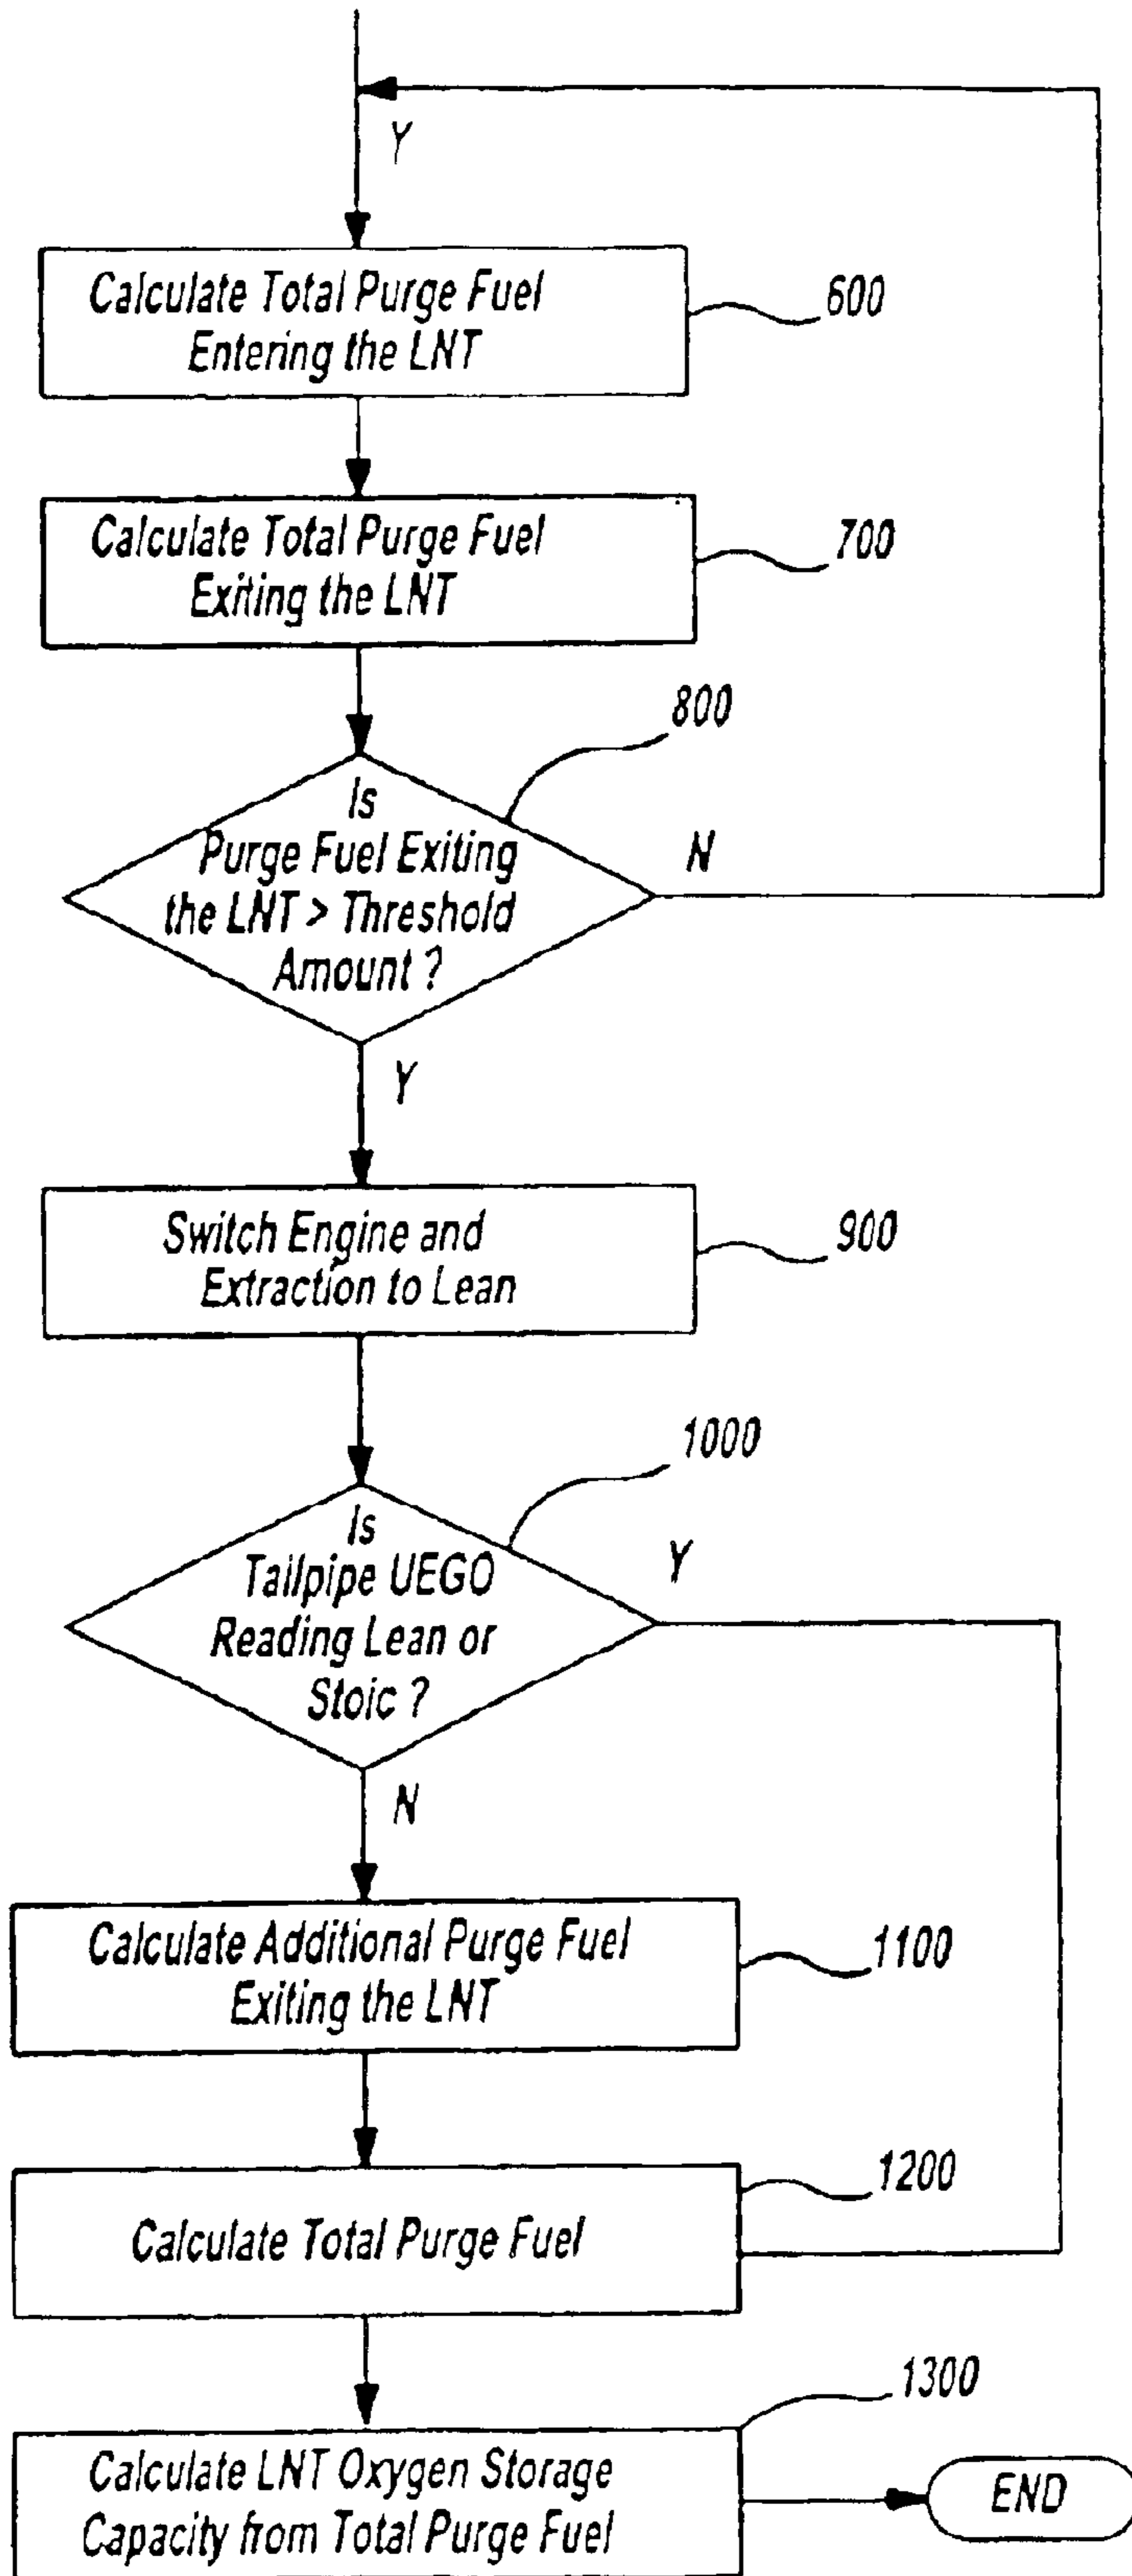 Y
Calculate Total Purge Fuel
Entering the LNT
600
Calculate Total Purge Fuel
Exiting the LNT
700
800
Is
Purge Fuel Exiting
the LNT > Threshold
Amount ?
N
Y
Switch Engine and
Extraction to Lean
900
1000
Is
Tailpipe UEGO
Reading Lean or
Stoic ?
Y
N
Calculate Additional Purge Fuel
Exiting the LNT
1100
Calculate Total Purge Fuel
1200
1300
Calculate LNT Oxygen Storage
Capacity from Total Purge Fuel
END